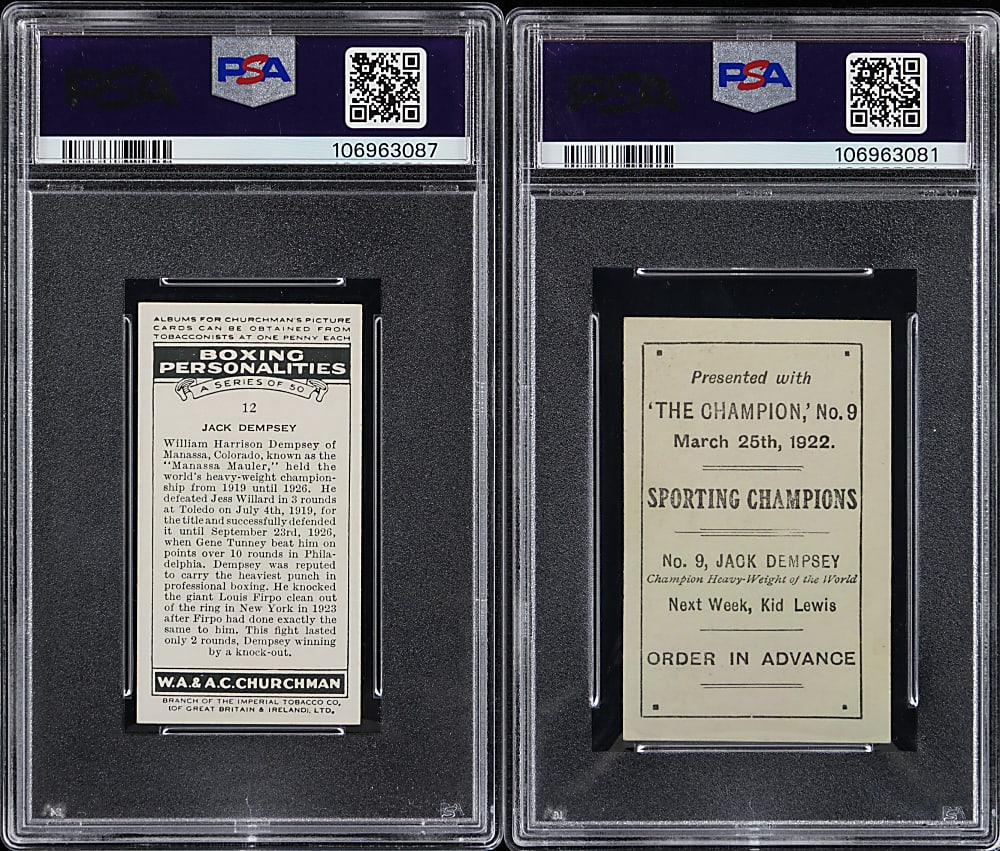 PSA
106963087
ALBUMS FOR CHURCHMAN'S PICTURE
CARDS CAN BE OBTAINED FROM
TOBACCONISTS AT ONE PENNY EACH
BOXING
PERSONALITIES
A SERIES OF 50
12
JACK DEMPSEY
William Harrison Dempsey of
Manassa, Colorado, known as the
"Manassa Mauler," held the
world's heavy-weight champion-
ship from 1919 until 1926. He
defeated Jess Willard in 3 rounds
at Toledo on July 4th, 1919, for
the title and successfully defended
it until September 23rd, 1926,
when Gene Tunney beat him on
points over 10 rounds in Phila-
delphia. Dempsey was reputed
to carry the heaviest punch in
professional boxing. He knocked
the giant Louis Firpo clean out
of the ring in New York in 1923
after Firpo had done exactly the
same to him. This fight lasted
only 2 rounds, Dempsey winning
by a knock-out.
W.A. & A.C. CHURCHMAN
BRANCH OF THE IMPERIAL TOBACCO CO.
(OF GREAT BRITAIN & IRELAND), LTD.
PSA
106963081
Presented with
'THE CHAMPION,' No. 9
March 25th, 1922.
SPORTING CHAMPIONS
No. 9, JACK DEMPSEY
Champion Heavy-Weight of the World
Next Week, Kid Lewis
ORDER IN ADVANCE